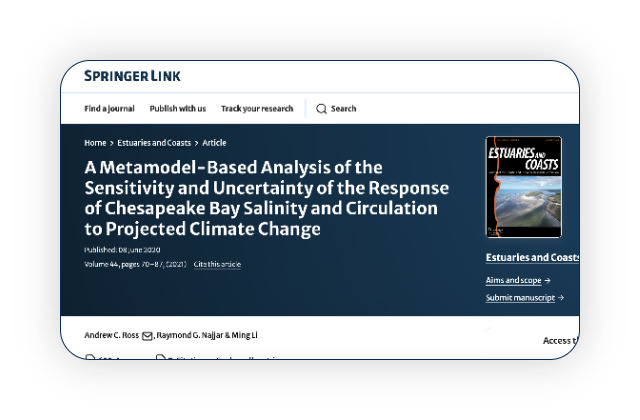 SPRINGER LINK
Find a journal Publish with us Track your research Search
Home > Estuaries and Coasts > Article
A Metamodel-Based Analysis of the
Sensitivity and Uncertainty of the Response
of Chesapeake Bay Salinity and Circulation
to Projected Climate Change
Published: 08 June 2020
Volume 44, pages 70–87, (2021) Cite this article
ESTUARIES AND
COASTS
Estuaries and Coasts
Aims and scope →
Submit manuscript →
Andrew C. Ross, Raymond G. Najjar & Ming Li
Access t